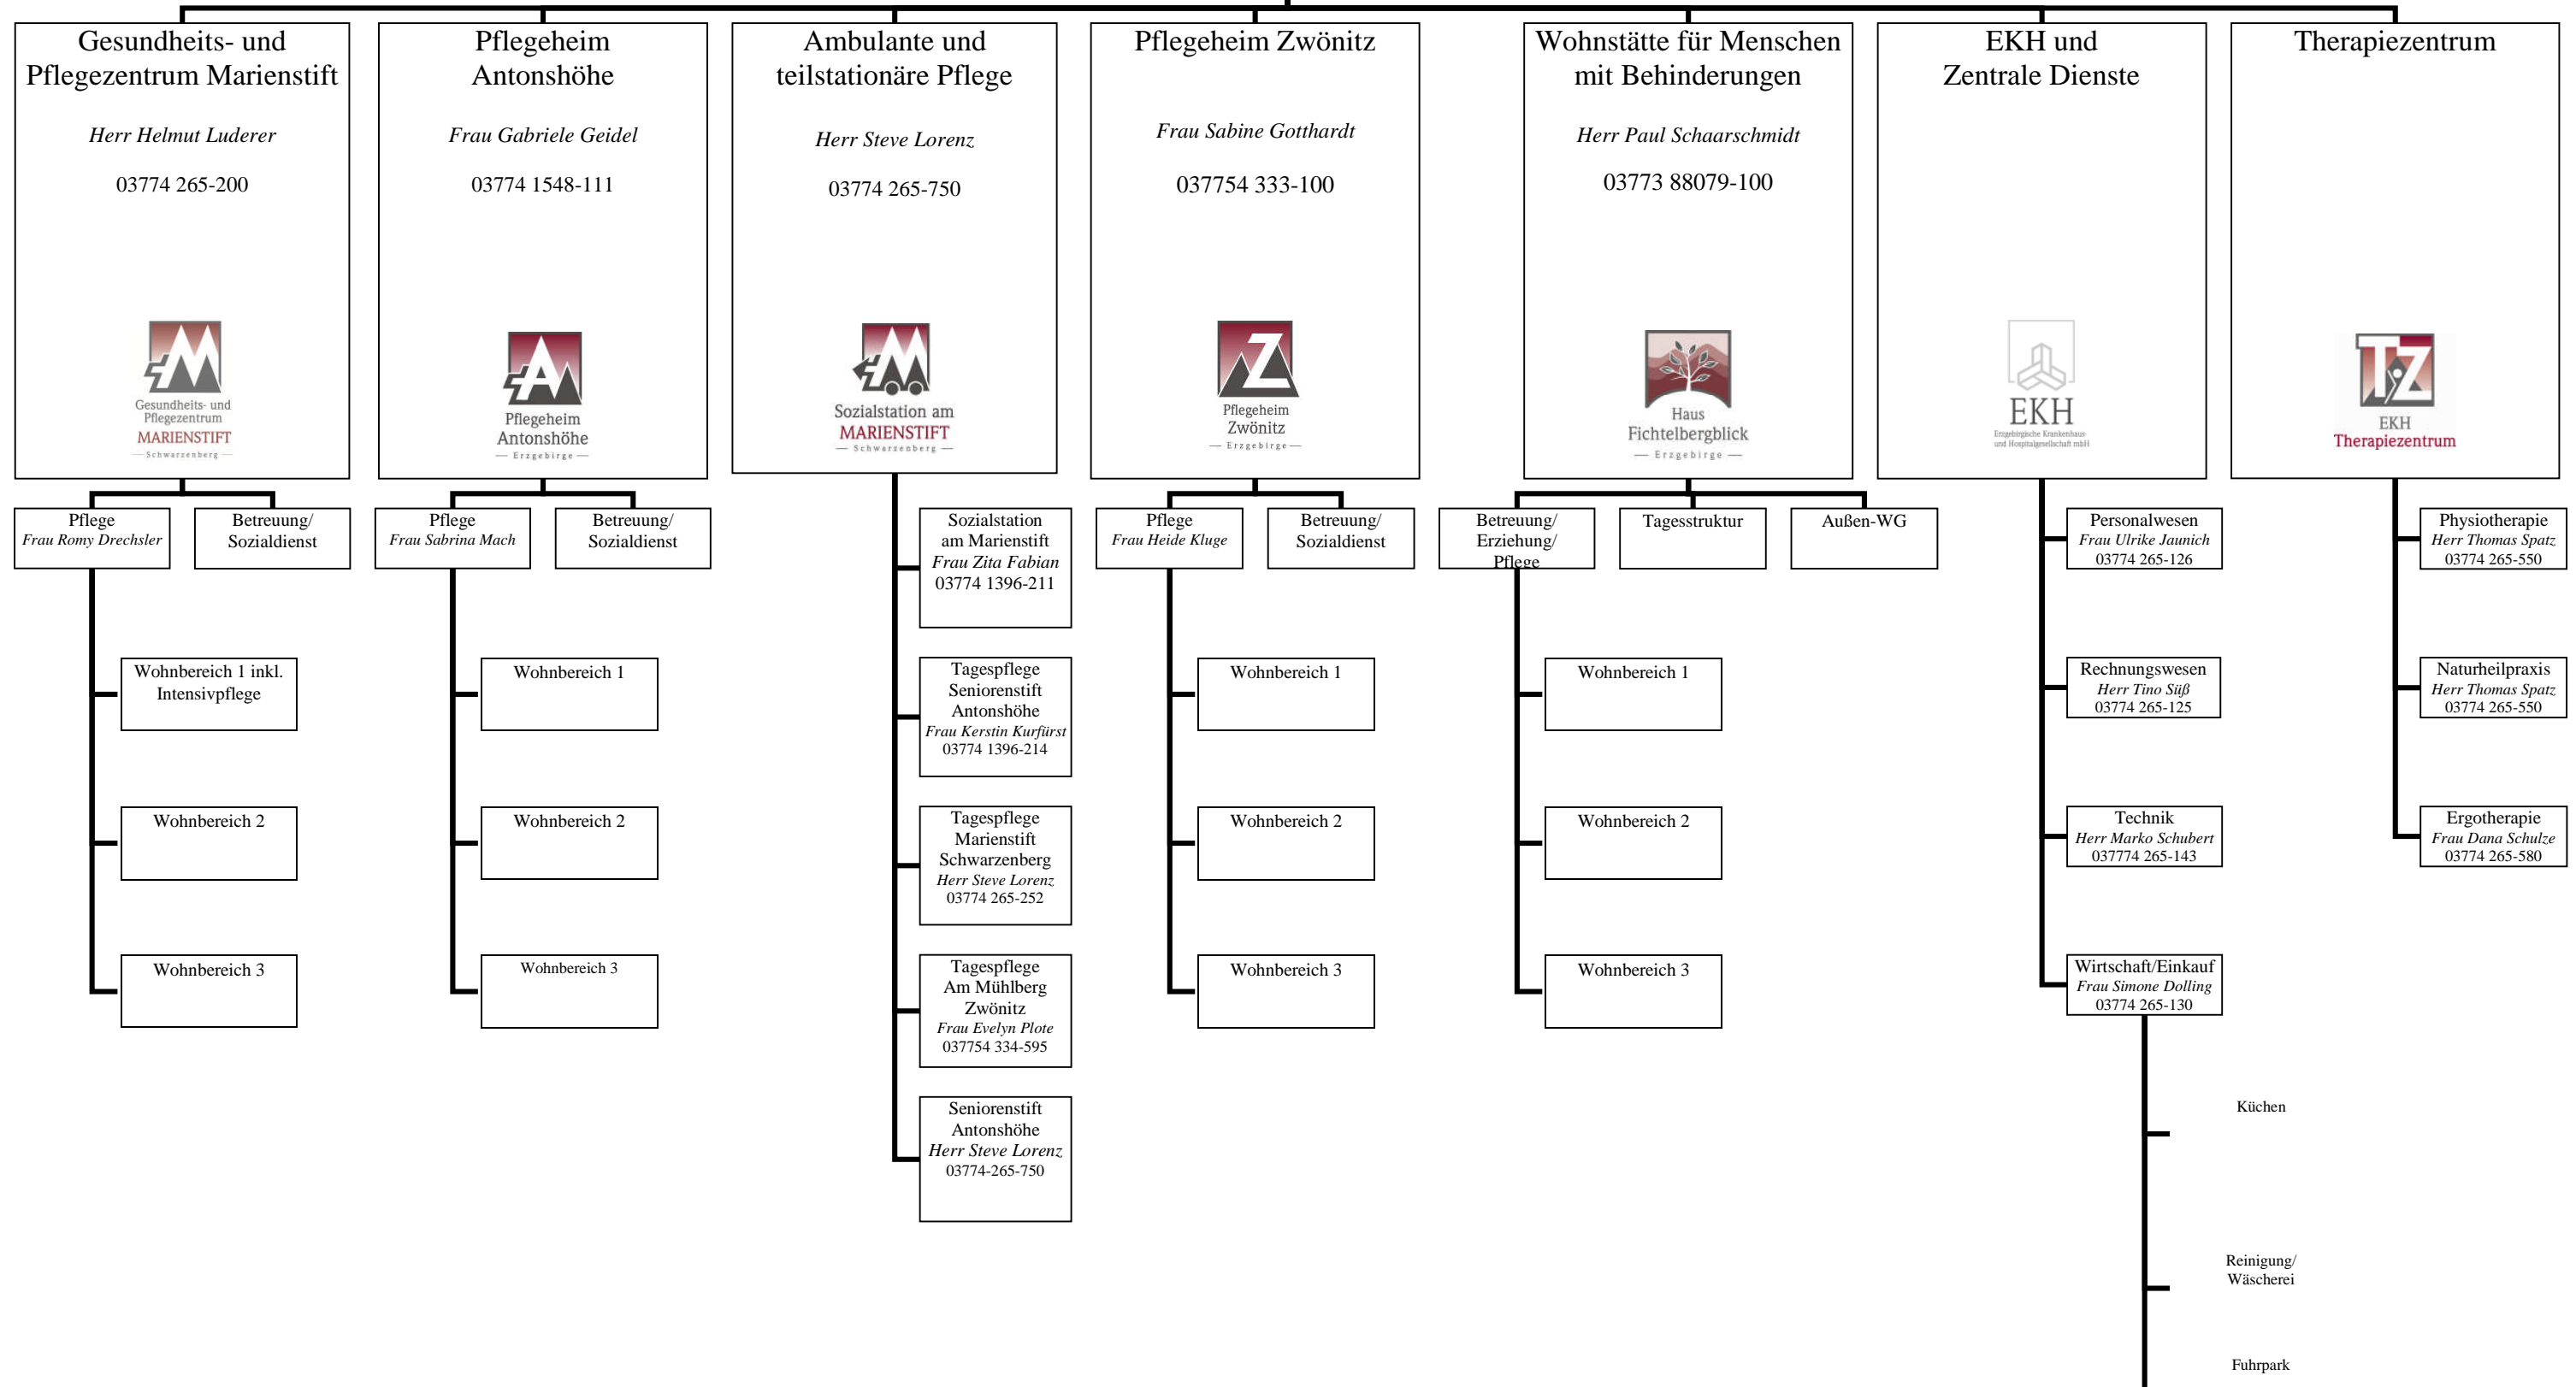 Gesundheits- und
Pflegezentrum Marienstift
Herr Helmut Luderer
03774 265-200
Gesundheits- und
Pflegezentrum
MARIENSTIFT
Schwarzenberg
Pflege
Frau Romy Drechsler
Betreuung/
Sozialdienst
Wohnbereich 1 inkl.
Intensivpflege
Wohnbereich 2
Wohnbereich 3
Pflegeheim
Antonshöhe
Frau Gabriele Geidel
03774 1548-111
Pflegeheim
Antonshöhe
Erzgebirge
Pflege
Frau Sabrina Mach
Betreuung/
Sozialdienst
Wohnbereich 1
Wohnbereich 2
Wohnbereich 3
Ambulante und
teilstationäre Pflege
Herr Steve Lorenz
03774 265-750
Sozialstation am
MARIENSTIFT
Schwarzenberg
Sozialstation
am Marienstift
Frau Zita Fabian
03774 1396-211
Tagespflege
Seniorenstift
Antonshöhe
Frau Kerstin Kurfürst
03774 1396-214
Tagespflege
Marienstift
Schwarzenberg
Herr Steve Lorenz
03774 265-252
Tagespflege
Am Mühlberg
Zwönitz
Frau Evelyn Plote
037754 334-595
Seniorenstift
Antonshöhe
Herr Steve Lorenz
03774-265-750
Pflegeheim Zwönitz
Frau Sabine Gotthardt
037754 333-100
Z
Pflegeheim
Zwönitz
Erzgebirge
Pflege
Frau Heide Kluge
Betreuung/
Sozialdienst
Wohnbereich 1
Wohnbereich 2
Wohnbereich 3
Wohnstätte für Menschen
mit Behinderungen
Herr Paul Schaarschmidt
03773 88079-100
Haus
Fichtelbergblick
Erzgebirge
Betreuung/
Erziehung/
Pflege
Tagesstruktur
Außen-WG
Wohnbereich 1
Wohnbereich 2
Wohnbereich 3
EKH und
Zentrale Dienste
EKH
Erzgebirgische Krankenhaus-
und Hospitalgesellschaft mbH
Personalwesen
Frau Ulrike Jaunich
03774 265-126
Rechnungswesen
Herr Tino Süß
03774 265-125
Technik
Herr Marko Schubert
037774 265-143
Wirtschaft/Einkauf
Frau Simone Dolling
03774 265-130
Küchen
Reinigung/
Wäscherei
Fuhrpark
Therapiezentrum
TZ
EKH
Therapiezentrum
Physiotherapie
Herr Thomas Spatz
03774 265-550
Naturheilpraxis
Herr Thomas Spatz
03774 265-550
Ergotherapie
Frau Dana Schulze
03774 265-580